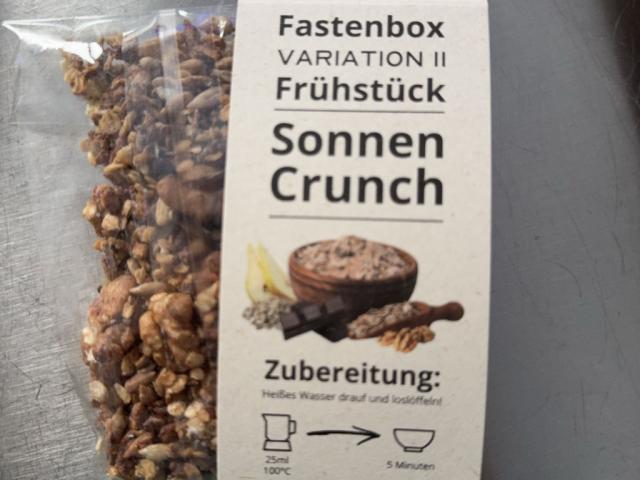 Fastenbox
VARIATION II
Frühstück
Sonnen
Crunch
Zubereitung:
Heißes Wasser drauf und loslöffeln!
25ml
100°C
5 Minuten